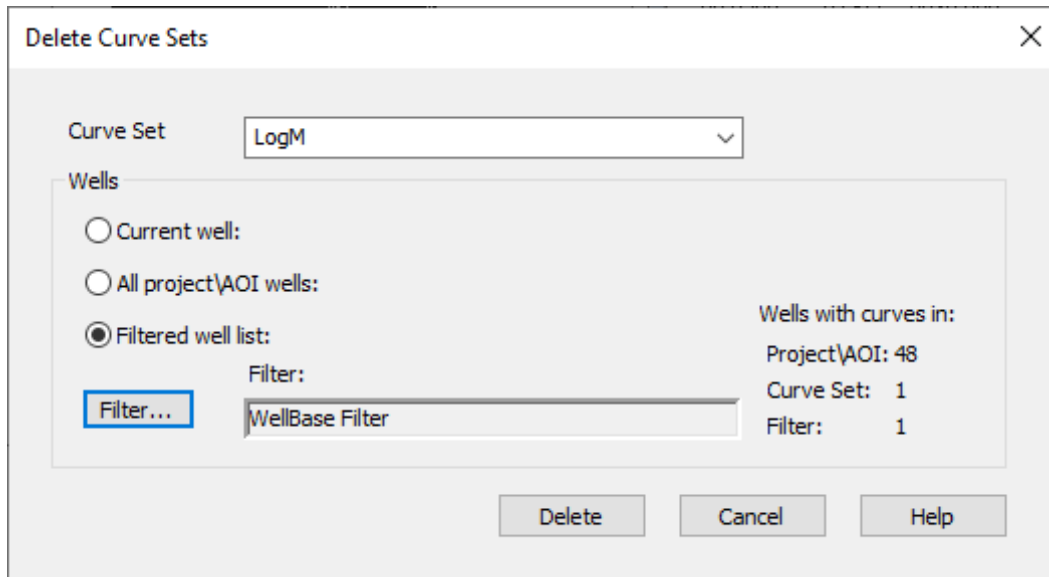 Delete Curve Sets
Curve Set
LogM
Wells
Current well:
All project\AOI wells:
Filtered well list:
Filter:
Filter...
WellBase Filter
Wells with curves in:
Project\AOI: 48
Curve Set: 1
Filter: 1
Delete
Cancel
Help